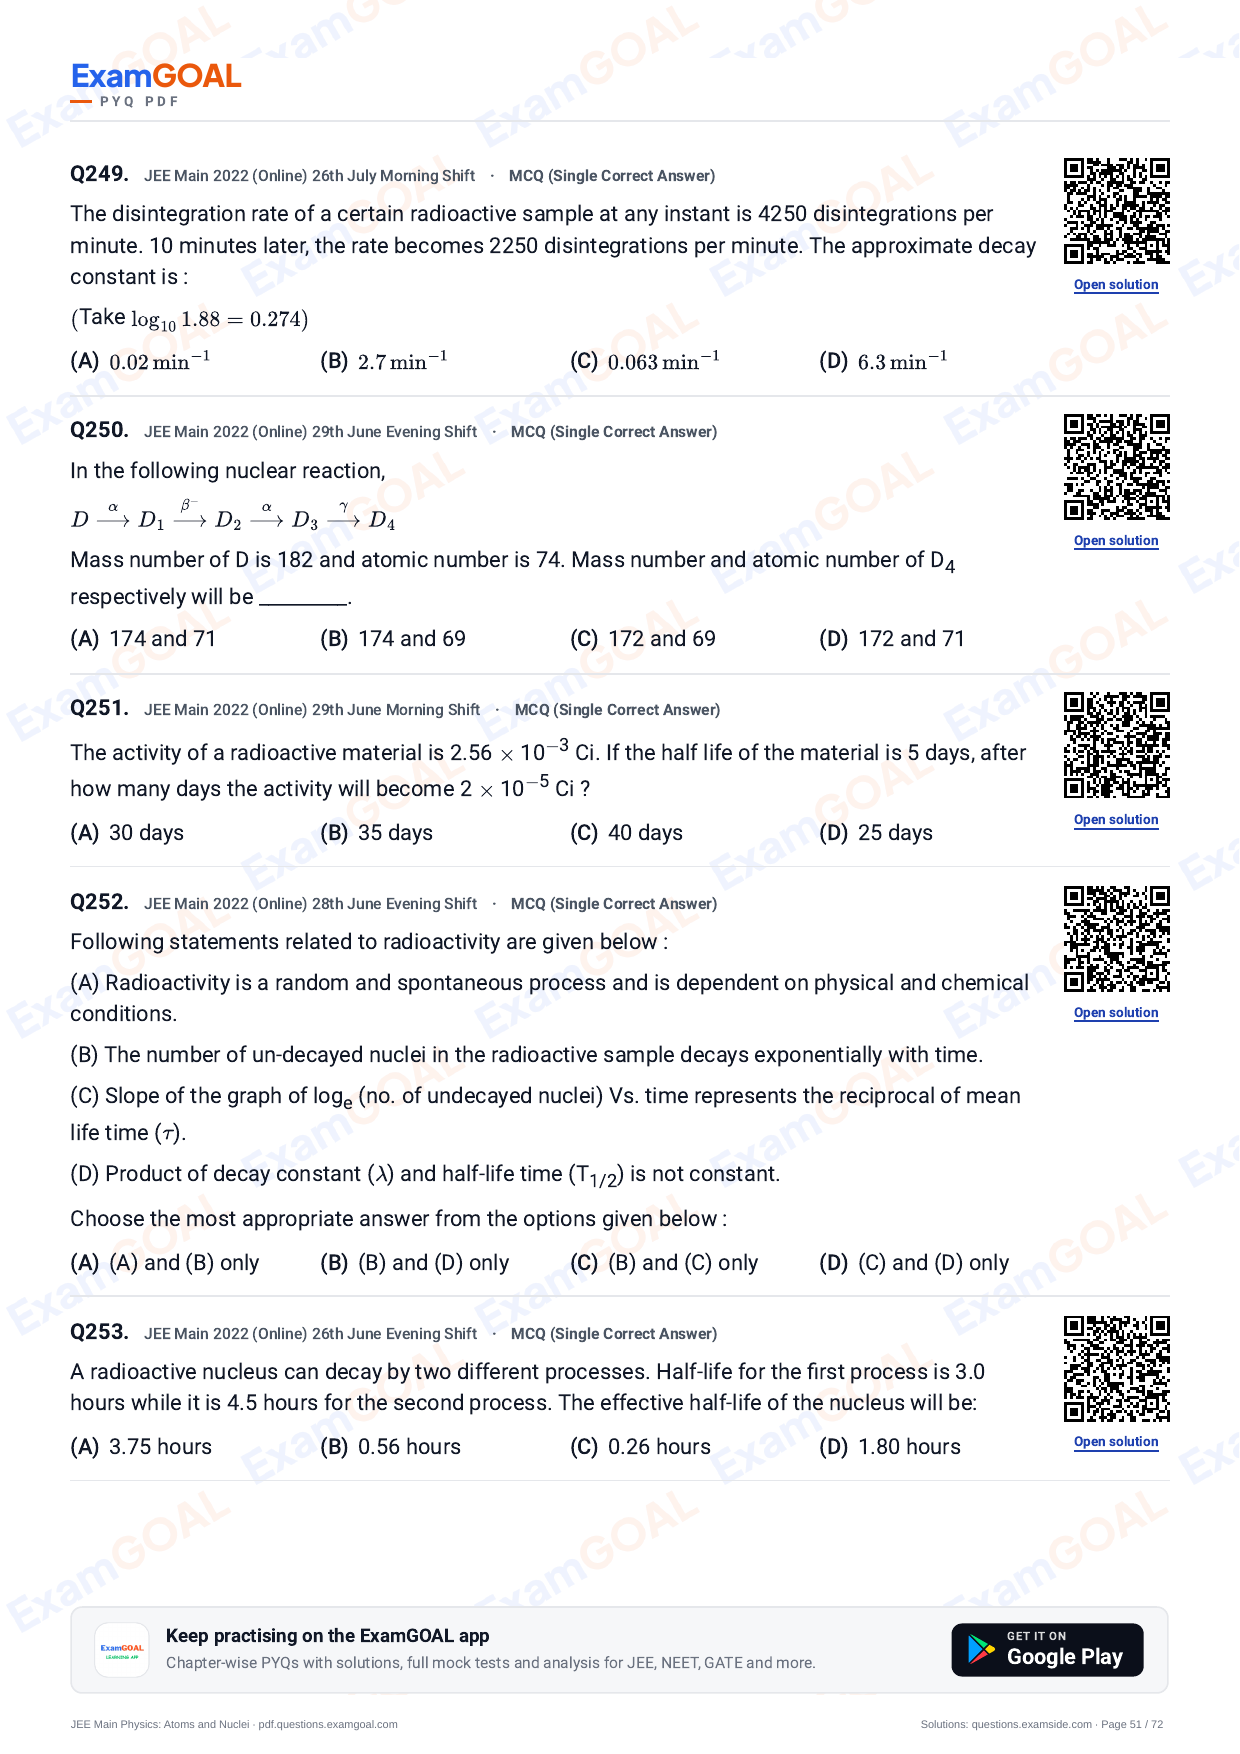 ExamGOAL
PYQ PDF
Q249. JEE Main 2022 (Online) 26th July Morning Shift · MCQ (Single Correct Answer)
The disintegration rate of a certain radioactive sample at any instant is 4250 disintegrations per
minute. 10 minutes later, the rate becomes 2250 disintegrations per minute. The approximate decay
constant is :
(Take log₁₀ 1.88 = 0.274)
(A) 0.02 min⁻¹ (B) 2.7 min⁻¹ (C) 0.063 min⁻¹ (D) 6.3 min⁻¹
Open solution
Q250. JEE Main 2022 (Online) 29th June Evening Shift · MCQ (Single Correct Answer)
In the following nuclear reaction,
D —α→ D₁ —β⁻→ D₂ —α→ D₃ —γ→ D₄
Mass number of D is 182 and atomic number is 74. Mass number and atomic number of D₄
respectively will be ________.
(A) 174 and 71 (B) 174 and 69 (C) 172 and 69 (D) 172 and 71
Open solution
Q251. JEE Main 2022 (Online) 29th June Morning Shift · MCQ (Single Correct Answer)
The activity of a radioactive material is 2.56 × 10⁻³ Ci. If the half life of the material is 5 days, after
how many days the activity will become 2 × 10⁻⁵ Ci ?
(A) 30 days (B) 35 days (C) 40 days (D) 25 days
Open solution
Q252. JEE Main 2022 (Online) 28th June Evening Shift · MCQ (Single Correct Answer)
Following statements related to radioactivity are given below :
(A) Radioactivity is a random and spontaneous process and is dependent on physical and chemical
conditions.
(B) The number of un-decayed nuclei in the radioactive sample decays exponentially with time.
(C) Slope of the graph of logₑ (no. of undecayed nuclei) Vs. time represents the reciprocal of mean
life time (τ).
(D) Product of decay constant (λ) and half-life time (T₁/₂) is not constant.
Choose the most appropriate answer from the options given below :
(A) (A) and (B) only (B) (B) and (D) only (C) (B) and (C) only (D) (C) and (D) only
Open solution
Q253. JEE Main 2022 (Online) 26th June Evening Shift · MCQ (Single Correct Answer)
A radioactive nucleus can decay by two different processes. Half-life for the first process is 3.0
hours while it is 4.5 hours for the second process. The effective half-life of the nucleus will be:
(A) 3.75 hours (B) 0.56 hours (C) 0.26 hours (D) 1.80 hours
Open solution
ExamGOAL
LEARNING APP
Keep practising on the ExamGOAL app
Chapter-wise PYQs with solutions, full mock tests and analysis for JEE, NEET, GATE and more.
GET IT ON
Google Play
JEE Main Physics: Atoms and Nuclei · pdf.questions.examgoal.com
Solutions: questions.examside.com · Page 51 / 72